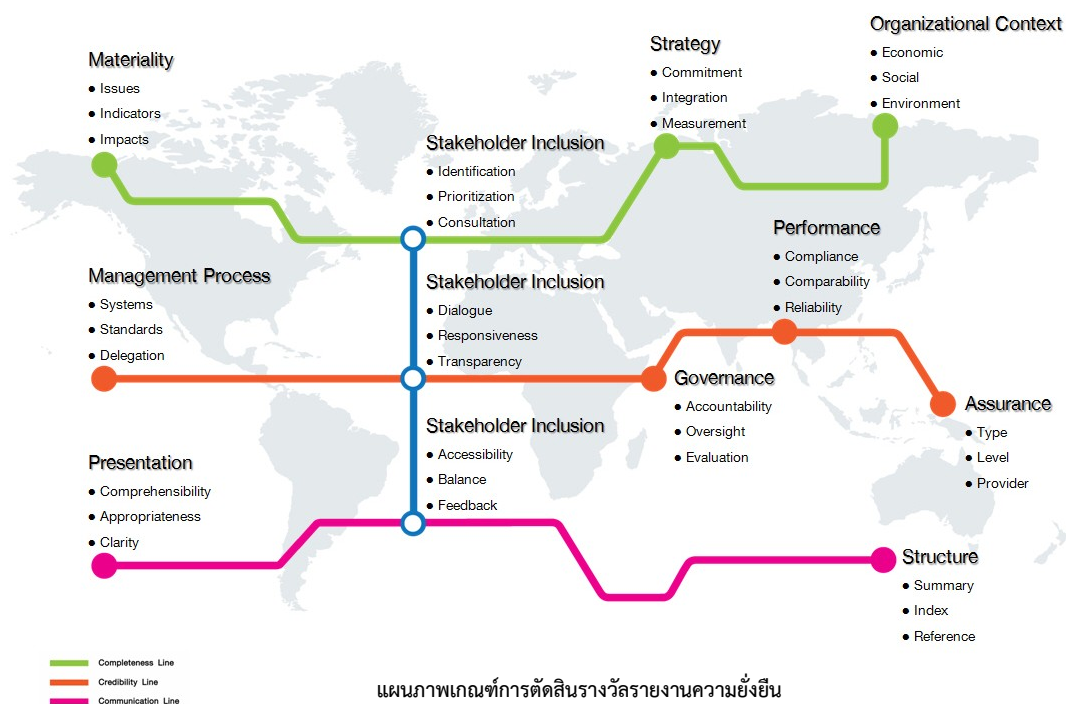 Organizational Context
● Economic
● Social
● Environment
Strategy
● Commitment
● Integration
● Measurement
Materiality
● Issues
● Indicators
● Impacts
Stakeholder Inclusion
● Identification
● Prioritization
● Consultation
Performance
● Compliance
● Comparability
● Reliability
Management Process
● Systems
● Standards
● Delegation
Stakeholder Inclusion
● Dialogue
● Responsiveness
● Transparency
Governance
● Accountability
● Oversight
● Evaluation
Assurance
● Type
● Level
● Provider
Stakeholder Inclusion
● Accessibility
● Balance
● Feedback
Presentation
● Comprehensibility
● Appropriateness
● Clarity
Structure
● Summary
● Index
● Reference
Completeness Line
Credibility Line
Communication Line
แผนภาพเกณฑ์การตัดสินรางวัลรายงานความยั่งยืน